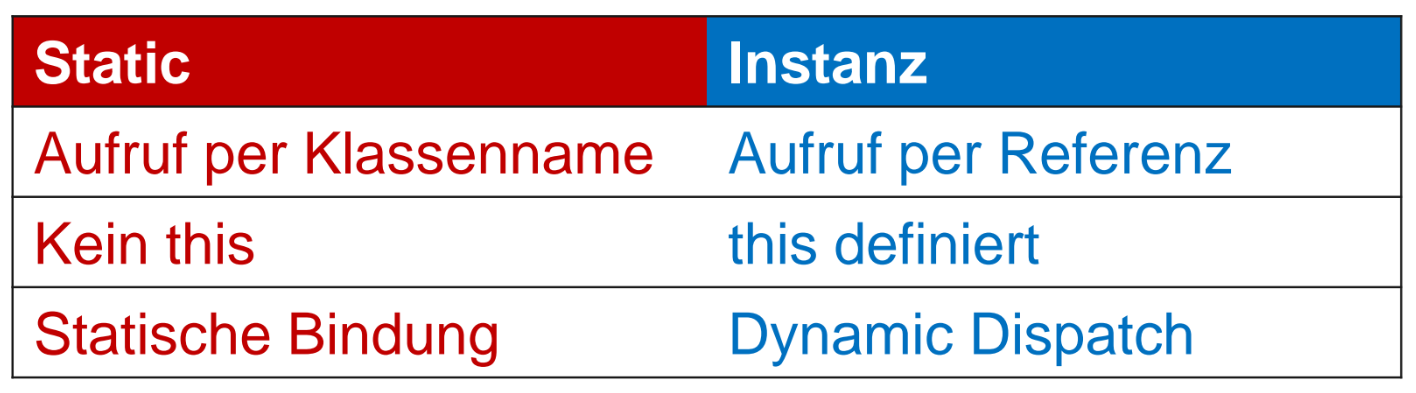 Static Instanz
Aufruf per Klassenname Aufruf per Referenz
Kein this this definiert
Statische Bindung Dynamic Dispatch